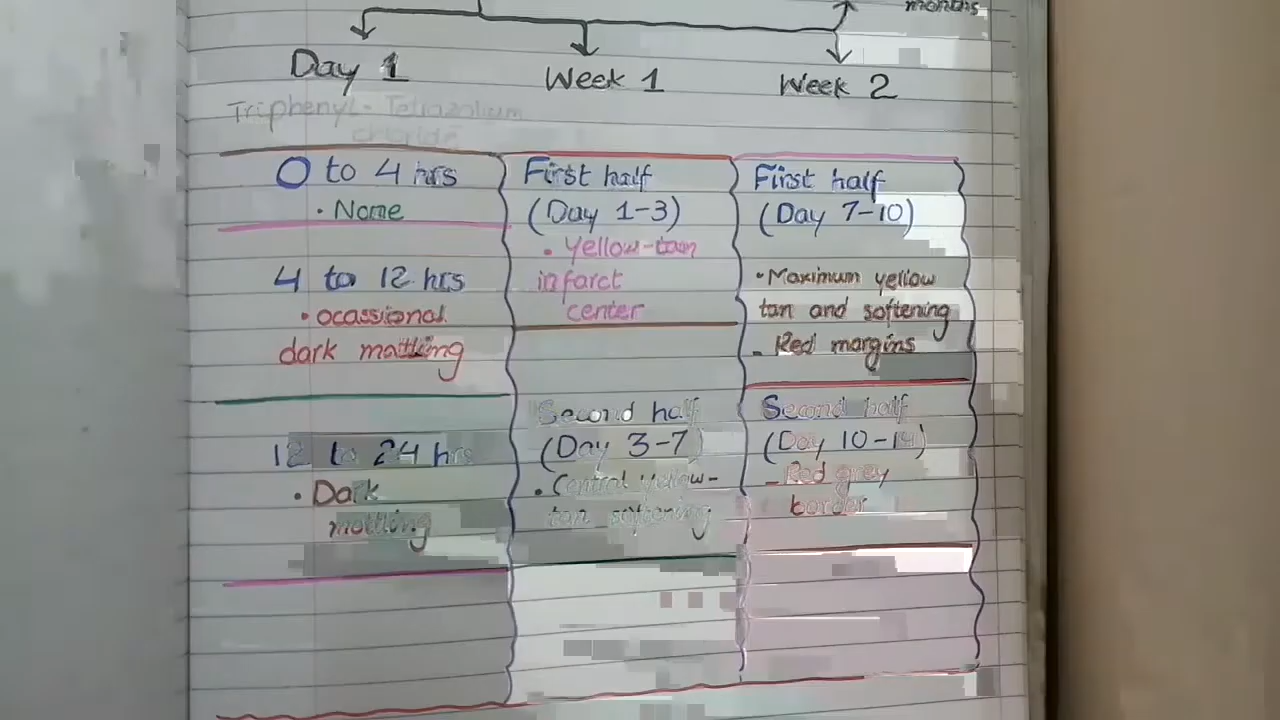 months
Day 1
Week 1
Week 2
Triphenyl - Tetrazolium
chloride
0 to 4 hrs
• None
4 to 12 hrs
• ocassional
dark mottling
12 to 24 hrs
• Dark
mottling
First half
(Day 1-3)
• Yellow-tan
infarct
center
Second half
(Day 3-7)
• Central yellow-
tan softening
First half
(Day 7-10)
• Maximum yellow
tan and softening
- Red margins
Second half
(Day 10-14)
- Red grey
border